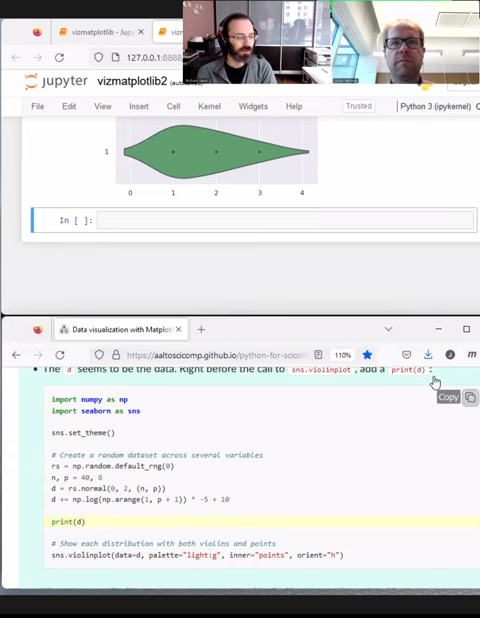 vizmatplotlib - Jupyt
vizmatp
127.0.0.1:8888
jupyter vizmatplotlib2
File Edit View Insert Cell Kernel Widgets Help
Trusted
Python 3 (ipykernel)
1
0 1 2 3 4
In [ ]:
Data visualization with Matplotl
https://aaltoscicomp.github.io/python-for-scicom
110%
The d seems to be the data. Right before the call to sns.violinplot, add a print(d):
Copy
import numpy as np
import seaborn as sns
sns.set_theme()
# Create a random dataset across several variables
rs = np.random.default_rng(0)
n, p = 40, 8
d = rs.normal(0, 2, (n, p))
d += np.log(np.arange(1, p + 1)) * -5 + 10
print(d)
# Show each distribution with both violins and points
sns.violinplot(data=d, palette="light:g", inner="points", orient="h")